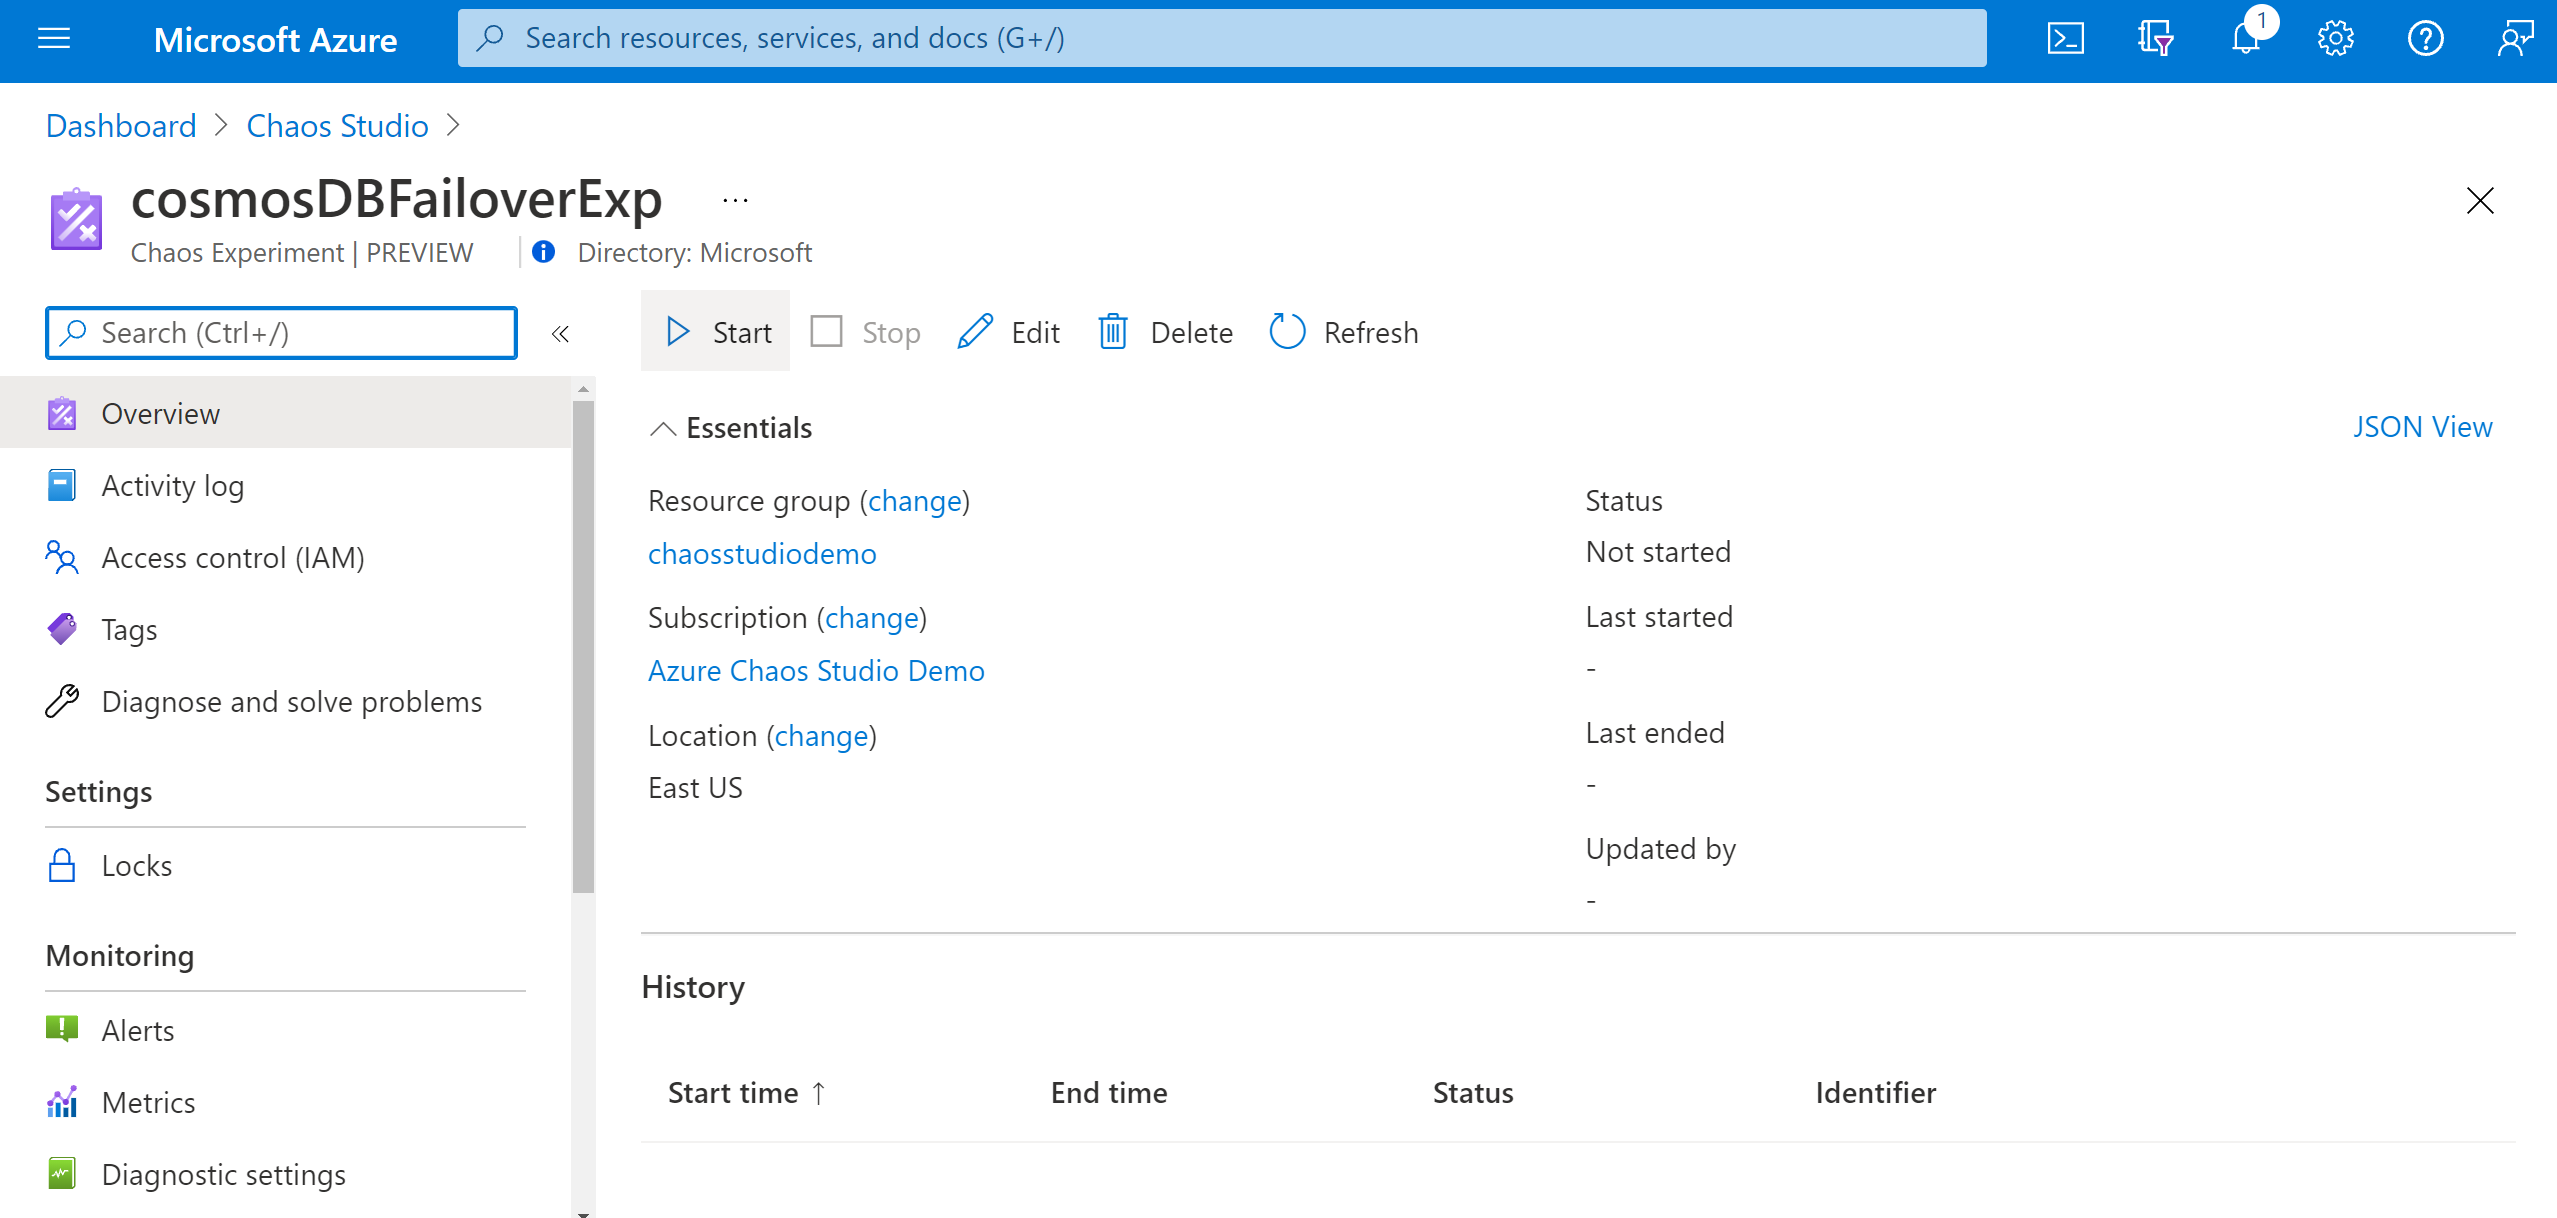 Microsoft Azure
Search resources, services, and docs (G+/)
1
Dashboard > Chaos Studio >
cosmosDBFailoverExp ...
Chaos Experiment | PREVIEW
Directory: Microsoft
Search (Ctrl+/)
«
Overview
Activity log
Access control (IAM)
Tags
Diagnose and solve problems
Settings
Locks
Monitoring
Alerts
Metrics
Diagnostic settings
Start
Stop
Edit
Delete
Refresh
Essentials
JSON View
Resource group (change)
chaosstudiodemo
Subscription (change)
Azure Chaos Studio Demo
Location (change)
East US
Status
Not started
Last started
-
Last ended
-
Updated by
-
History
Start time ↑
End time
Status
Identifier